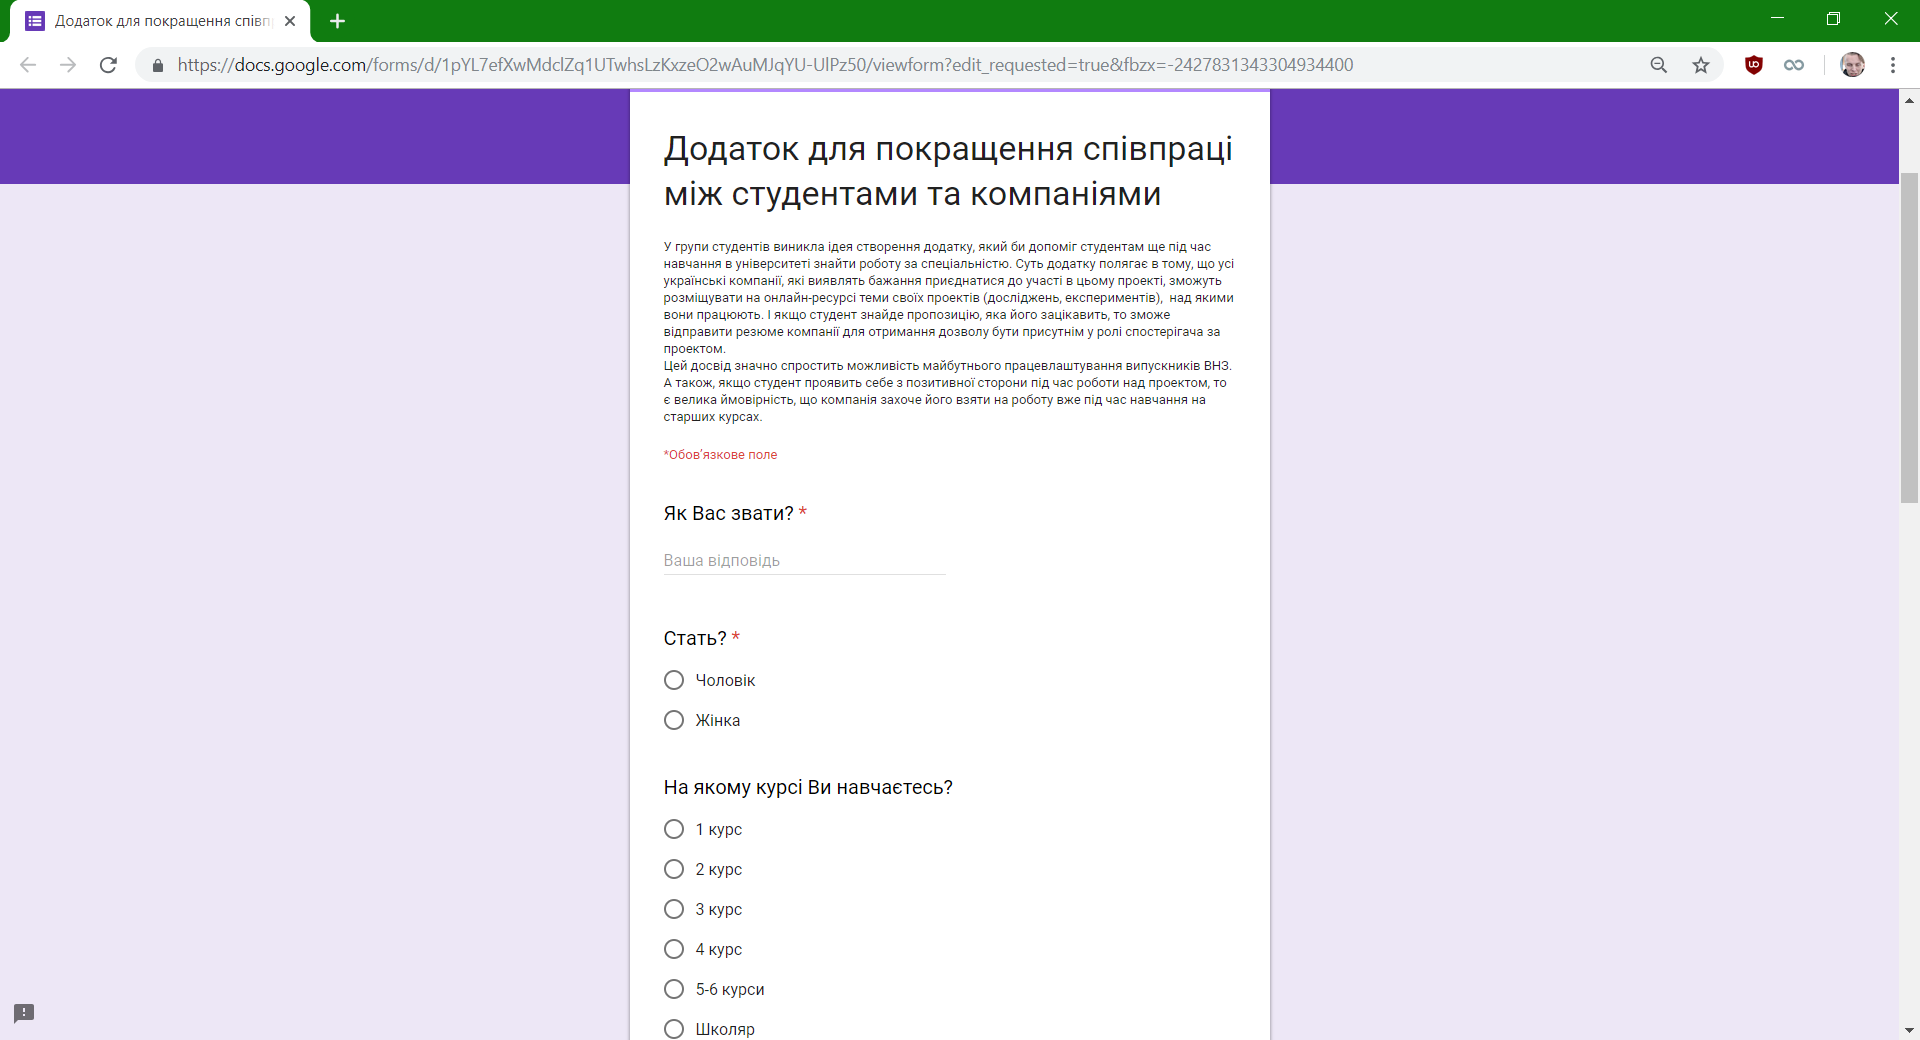 Додаток для покращення співп
https://docs.google.com/forms/d/1pYL7efXwMdclZq1UTwhsLzKxzeO2wAuMJqYU-UlPz50/viewform?edit_requested=true&fbzx=-2427831343304934400
Додаток для покращення співпраці
між студентами та компаніями
У групи студентів виникла ідея створення додатку, який би допоміг студентам ще під час
навчання в університеті знайти роботу за спеціальністю. Суть додатку полягає в тому, що усі
українські компанії, які виявлять бажання приєднатися до участі в цьому проекті, зможуть
розміщувати на онлайн-ресурсі теми своїх проектів (досліджень, експериментів),  над якими
вони працюють. І якщо студент знайде пропозицію, яка його зацікавить, то зможе
відправити резюме компанії для отримання дозволу бути присутнім у ролі спостерігача за
проектом.
Цей досвід значно спростить можливість майбутнього працевлаштування випускників ВНЗ.
А також, якщо студент проявить себе з позитивної сторони під час роботи над проектом, то
є велика ймовірність, що компанія захоче його взяти на роботу вже під час навчання на
старших курсах.
*Обов’язкове поле
Як Вас звати? *
Ваша відповідь
Стать? *
Чоловік
Жінка
На якому курсі Ви навчаєтесь?
1 курс
2 курс
3 курс
4 курс
5-6 курси
Школяр